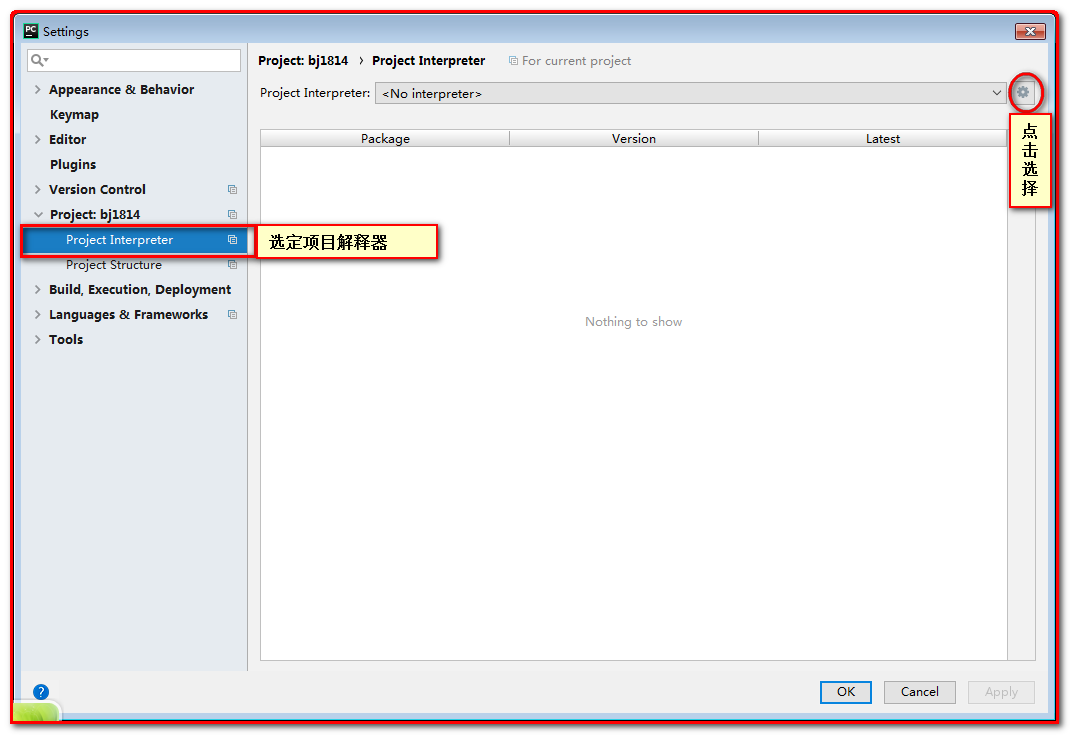 PC Settings
Project: bj1814 › Project Interpreter For current project
Project Interpreter: <No interpreter>
Appearance & Behavior
Keymap
Editor
Plugins
Version Control
Project: bj1814
Project Interpreter
Project Structure
Build, Execution, Deployment
Languages & Frameworks
Tools
选定项目解释器
点击选择
Package Version Latest
Nothing to show
?
OK Cancel Apply